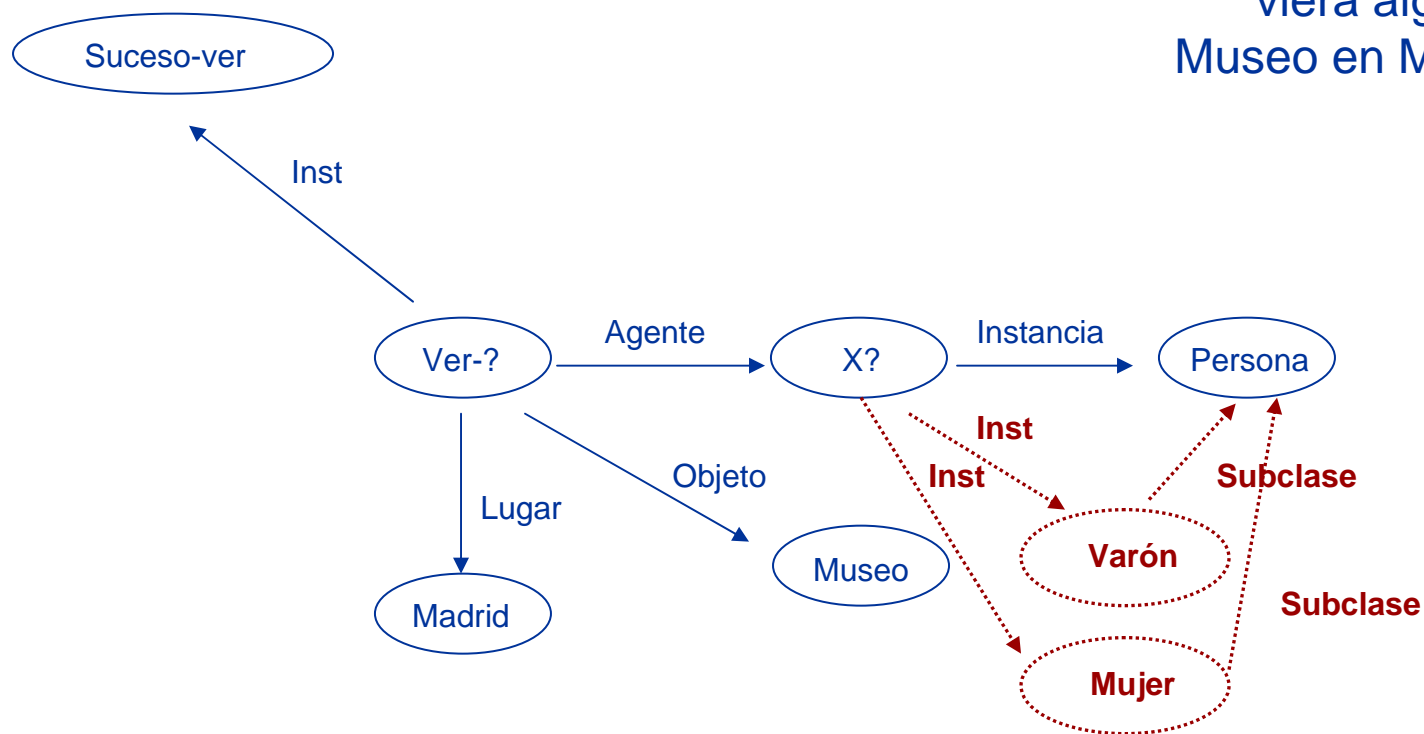 Museo en
Suceso-ver
Inst
Agente
Instancia
Ver-?
X?
Persona
Inst
Inst
Objeto
Subclase
Lugar
Varón
Museo
Madrid
Subclase
Mujer